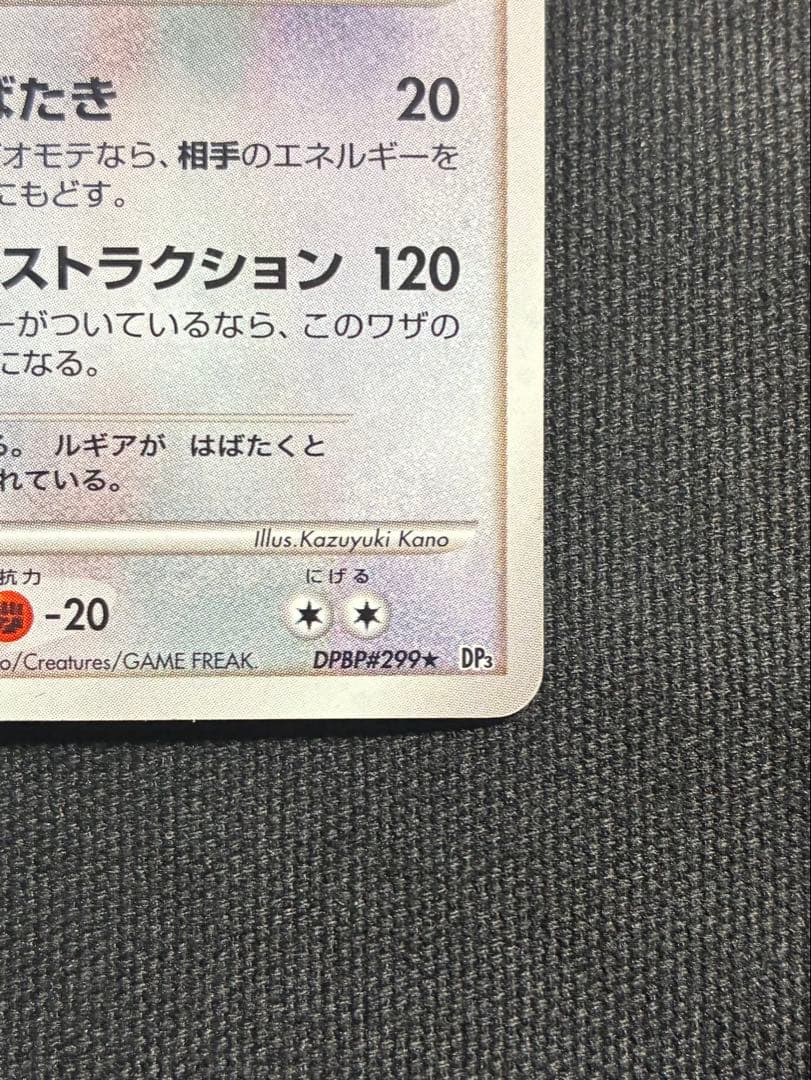 ばたき 20
オモテなら、相手のエネルギーを
にもどす。
ストラクション 120
ーがついているなら、このワザの
になる。
る。 ルギアが はばたくと
れている。
Illus.Kazuyuki Kano
抗力 にげる
-20
o/Creatures/GAME FREAK. DPBP#299★ DP3